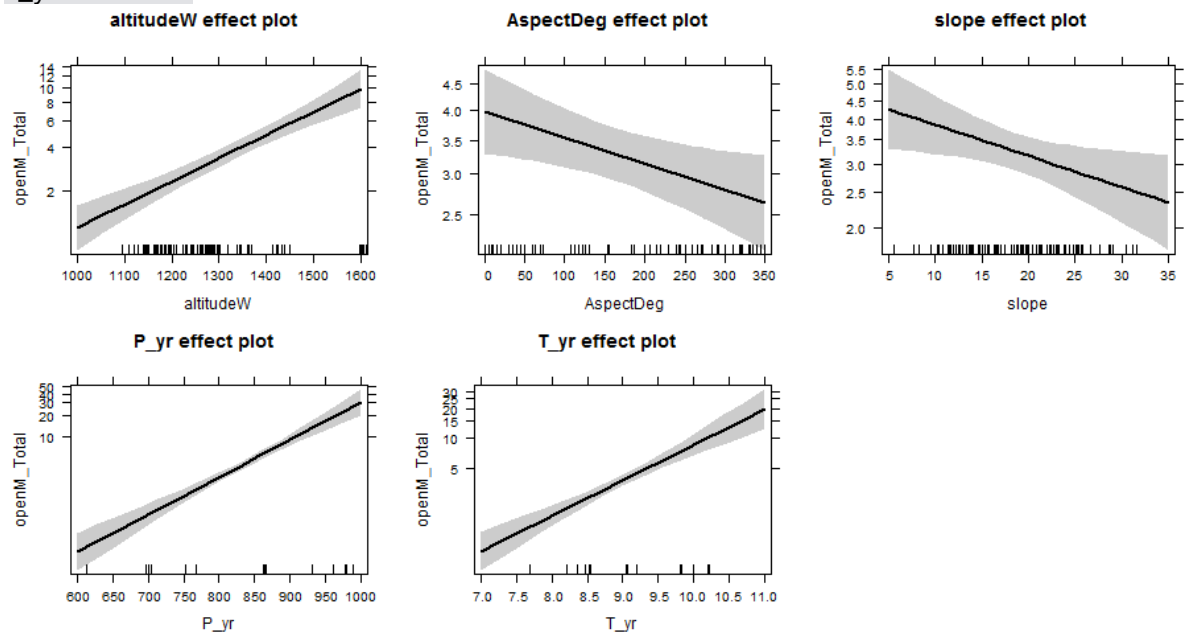 altitudeW effect plot
openM_Total
14
12
10
8
6
4
2
1000 1100 1200 1300 1400 1500 1600
altitudeW
AspectDeg effect plot
openM_Total
4.5
4.0
3.5
3.0
2.5
0 50 100 150 200 250 300 350
AspectDeg
slope effect plot
openM_Total
5.5
5.0
4.5
4.0
3.5
3.0
2.5
2.0
5 10 15 20 25 30 35
slope
P_yr effect plot
openM_Total
50
40
30
20
10
600 650 700 750 800 850 900 950 1000
P_yr
T_yr effect plot
openM_Total
30
25
20
15
10
5
7.0 7.5 8.0 8.5 9.0 9.5 10.0 10.5 11.0
T_yr